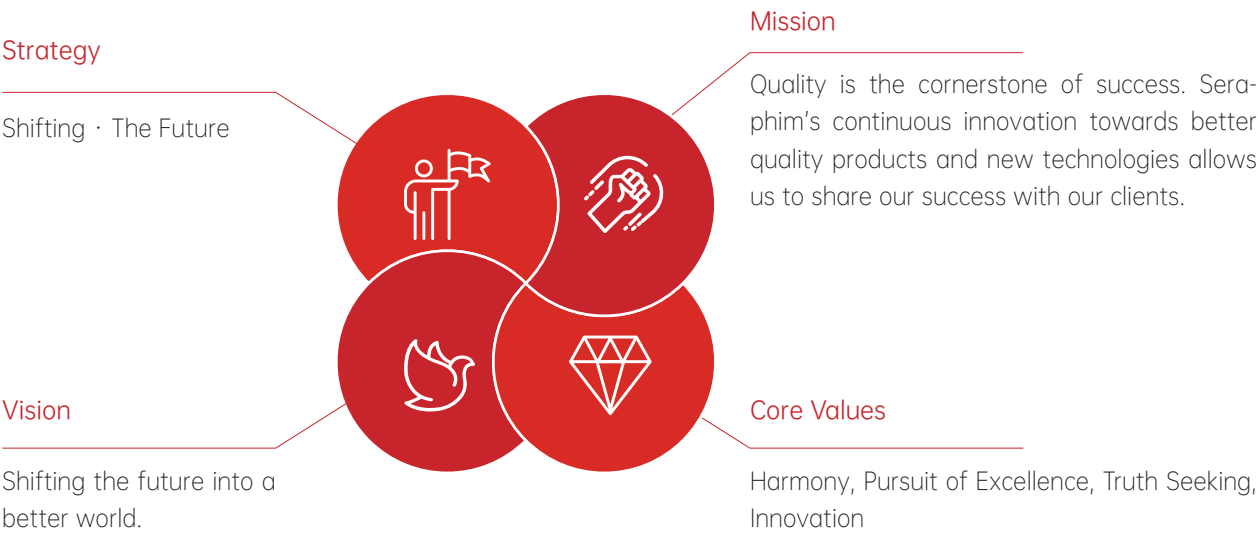 Strategy
Shifting · The Future
Mission
Quality is the cornerstone of success. Sera-
phim's continuous innovation towards better
quality products and new technologies allows
us to share our success with our clients.
Vision
Shifting the future into a
better world.
Core Values
Harmony, Pursuit of Excellence, Truth Seeking,
Innovation